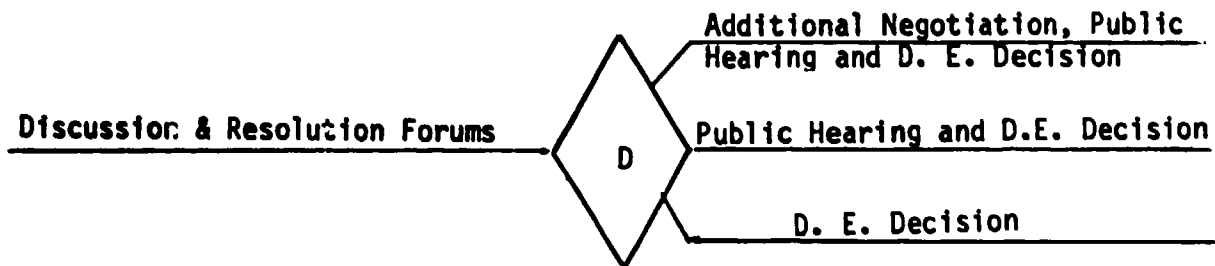 Additional Negotiation, Public
Hearing and D. E. Decision
Discussion & Resolution Forums
D
Public Hearing and D.E. Decision
D. E. Decision